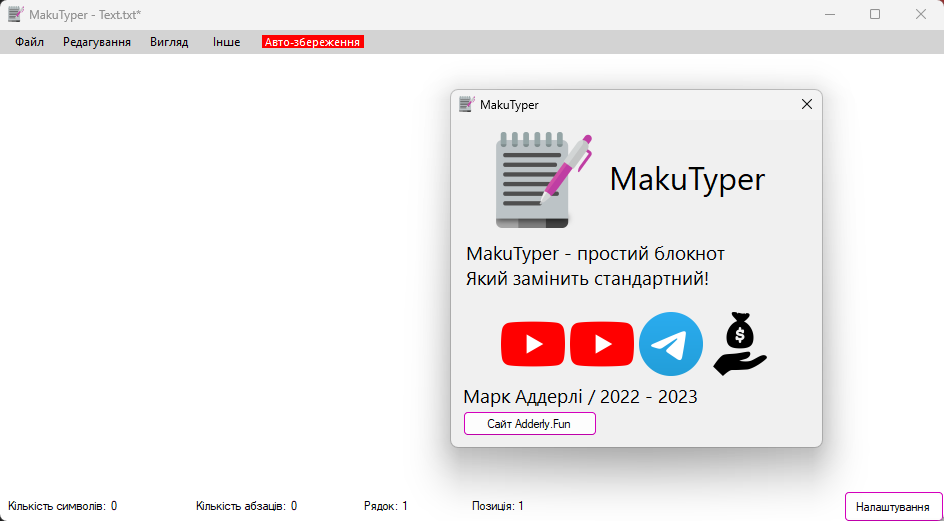 MakuTyper - Text.txt*
Файл Редагування Вигляд Інше Авто-збереження
MakuTyper
MakuTyper
MakuTyper - простий блокнот
Який замінить стандартний!
$
Марк Аддерлі / 2022 - 2023
Сайт Adderly.Fun
Кількість символів: 0 Кількість абзаців: 0 Рядок: 1 Позиція: 1 Налаштування